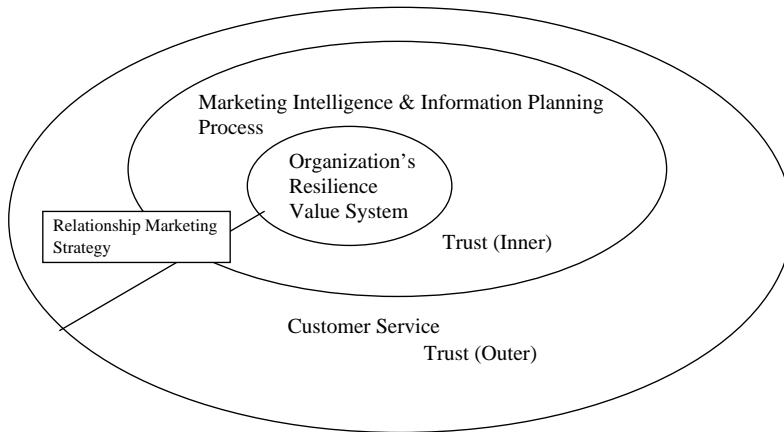 Marketing Intelligence & Information Planning
Process
Organization’s
Resilience
Value System
Relationship Marketing
Strategy
Trust (Inner)
Customer Service
Trust (Outer)